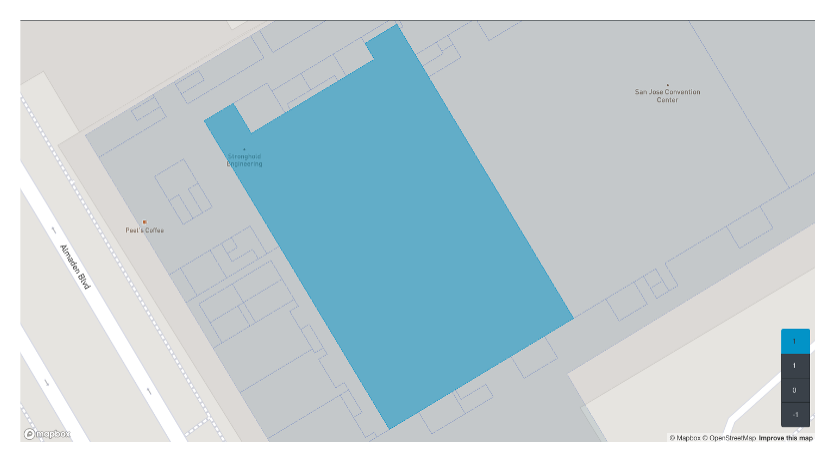 San Jose Convention
Center
Stronghold
Engineering
Peet's Coffee
Almaden Blvd
1
1
0
-1
mapbox
© Mapbox © OpenStreetMap Improve this map